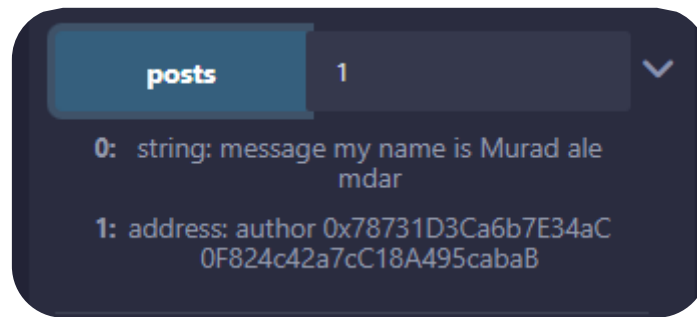 posts 1
0: string: message my name is Murad ale
mdar
1: address: author 0x78731D3Ca6b7E34aC
0F824c42a7cC18A495cabaB